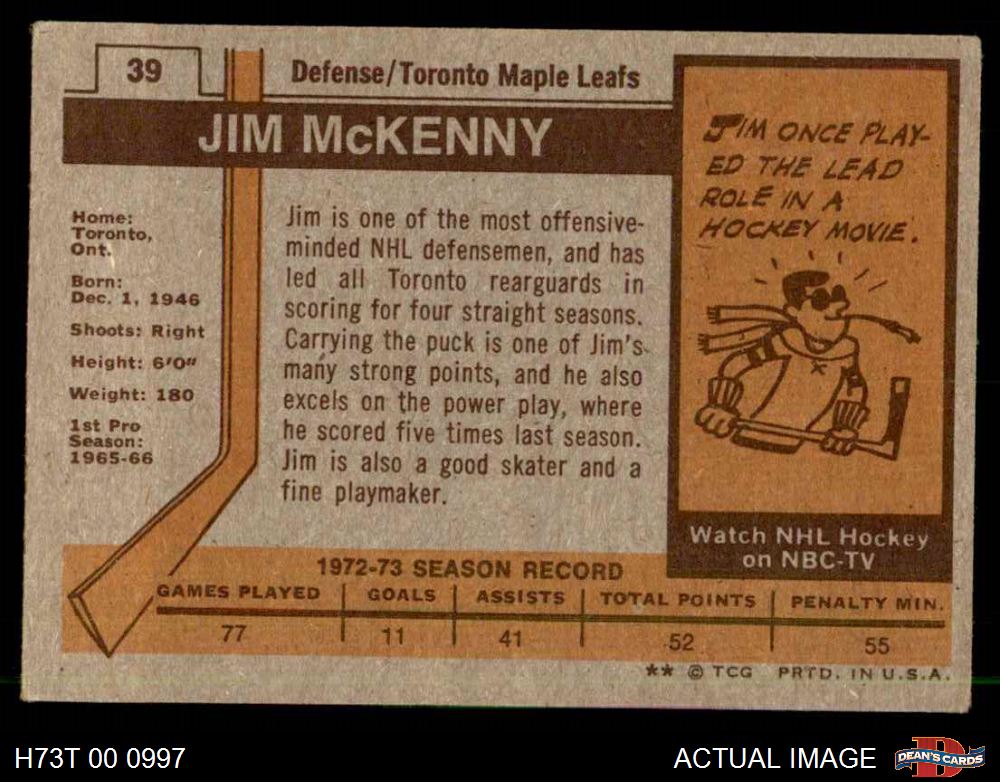 39
Defense/Toronto Maple Leafs
JIM McKENNY
Home:
Toronto,
Ont.
Born:
Dec. 1, 1946
Shoots: Right
Height: 6'0"
Weight: 180
1st Pro
Season:
1965-66
Jim is one of the most offensive-
minded NHL defensemen, and has
led all Toronto rearguards in
scoring for four straight seasons.
Carrying the puck is one of Jim's
many strong points, and he also
excels on the power play, where
he scored five times last season.
Jim is also a good skater and a
fine playmaker.
JIM ONCE PLAY-
ED THE LEAD
ROLE IN A
HOCKEY MOVIE.
Watch NHL Hockey
on NBC-TV
1972-73 SEASON RECORD
GAMES PLAYED GOALS ASSISTS TOTAL POINTS PENALTY MIN.
77 11 41 52 55
** © TCG PRTD. IN U.S.A.
H73T 00 0997
ACTUAL IMAGE
DEAN'S CARDS